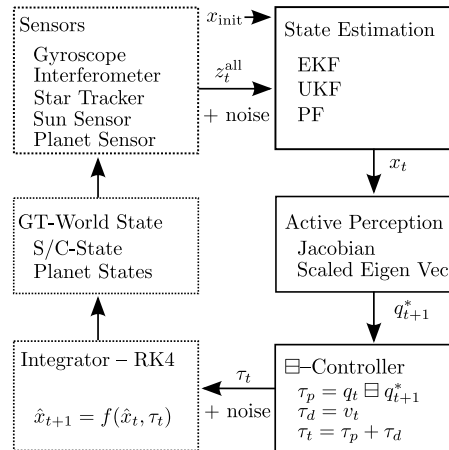 Sensors
Gyroscope
Interferometer
Star Tracker
Sun Sensor
Planet Sensor
x_init
z_t^all
+ noise
State Estimation
EKF
UKF
PF
x_t
GT-World State
S/C-State
Planet States
Active Perception
Jacobian
Scaled Eigen Vec
q*_{t+1}
Integrator – RK4
x̂_{t+1} = f(x̂_t, τ_t)
τ_t
+ noise
⊟–Controller
τ_p = q_t ⊟ q*_{t+1}
τ_d = v_t
τ_t = τ_p + τ_d